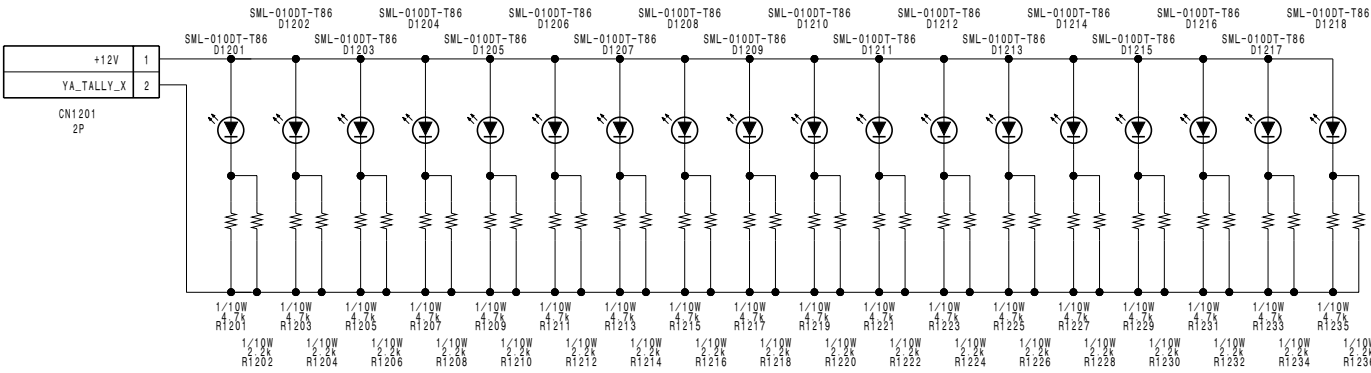 SML-010DT-T86
D1202
SML-010DT-T86
D1204
SML-010DT-T86
D1206
SML-010DT-T86
D1208
SML-010DT-T86
D1210
SML-010DT-T86
D1212
SML-010DT-T86
D1214
SML-010DT-T86
D1216
SML-010DT-T86
D1218
SML-010DT-T86
D1201
SML-010DT-T86
D1203
SML-010DT-T86
D1205
SML-010DT-T86
D1207
SML-010DT-T86
D1209
SML-010DT-T86
D1211
SML-010DT-T86
D1213
SML-010DT-T86
D1215
SML-010DT-T86
D1217
+12V 1
YA_TALLY_X 2
CN1201
2P
1/10W
4.7k
R1201
1/10W
4.7k
R1203
1/10W
4.7k
R1205
1/10W
4.7k
R1207
1/10W
4.7k
R1209
1/10W
4.7k
R1211
1/10W
4.7k
R1213
1/10W
4.7k
R1215
1/10W
4.7k
R1217
1/10W
4.7k
R1219
1/10W
4.7k
R1221
1/10W
4.7k
R1223
1/10W
4.7k
R1225
1/10W
4.7k
R1227
1/10W
4.7k
R1229
1/10W
4.7k
R1231
1/10W
4.7k
R1233
1/10W
4.7k
R1235
1/10W
2.2k
R1202
1/10W
2.2k
R1204
1/10W
2.2k
R1206
1/10W
2.2k
R1208
1/10W
2.2k
R1210
1/10W
2.2k
R1212
1/10W
2.2k
R1214
1/10W
2.2k
R1216
1/10W
2.2k
R1218
1/10W
2.2k
R1220
1/10W
2.2k
R1222
1/10W
2.2k
R1224
1/10W
2.2k
R1226
1/10W
2.2k
R1228
1/10W
2.2k
R1230
1/10W
2.2k
R1232
1/10W
2.2k
R1234
2.2k